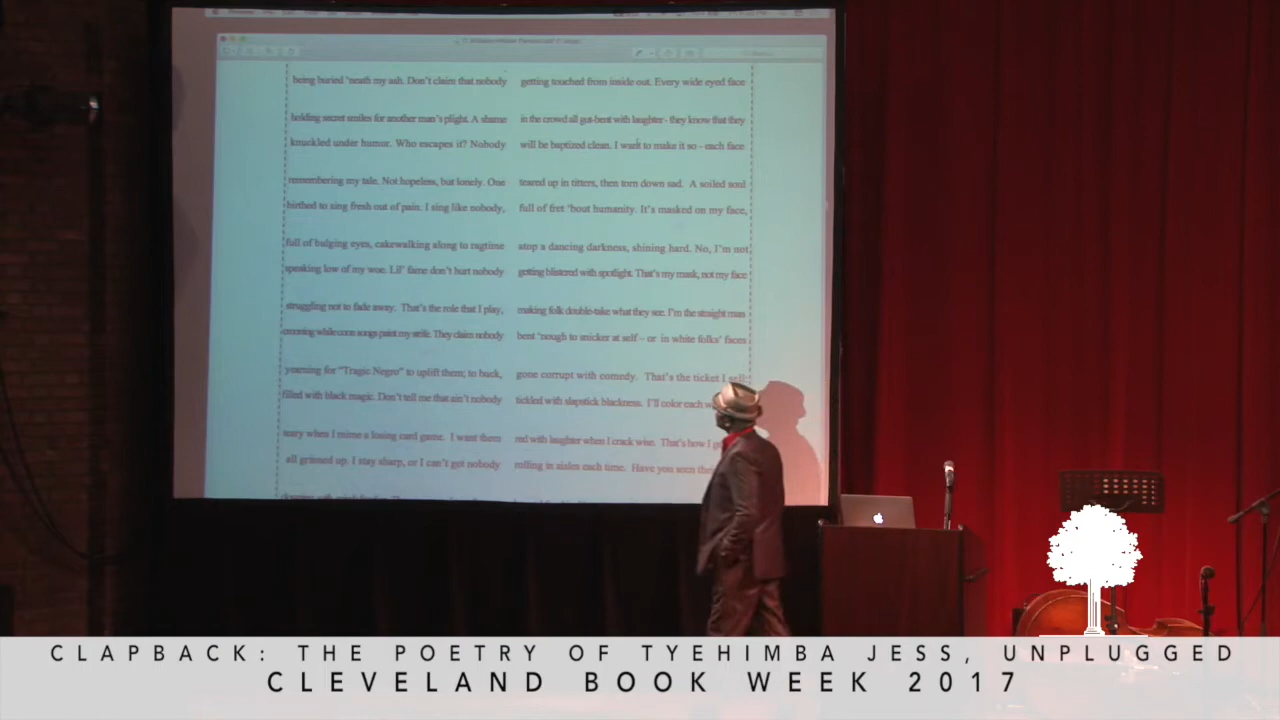 being buried 'neath my ash. Don't claim that nobody getting touched from inside out. Every wide eyed face
holding secret smiles for another man's plight. A shame in the crowd all gut-bent with laughter - they know that they
knuckled under humor. Who escapes it? Nobody will be baptized clean. I want to make it so - each face
remembering my tale. Not hopeless, but lonely. One teared up in titters, then torn down sad. A soiled soul
birthed to sing fresh out of pain. I sing like nobody, full of fret 'bout humanity. It's masked on my face,
full of bulging eyes, cakewalking along to ragtime atop a dancing darkness, shining hard. No, I'm not
speaking low of my woe. Lil' fame don't hurt nobody getting blistered with spotlight. That's my mask, not my face
struggling not to fade away. That's the role that I play, making folk double-take what they see. I'm the straight man
crooning while coon songs paint my strife. They claim nobody bent 'nough to snicker at self – or in white folks' faces
yearning for "Tragic Negro" to uplift them; to back, gone corrupt with comedy. That's the ticket I sell:
filled with black magic. Don't tell me that ain't nobody tickled with slapstick blackness. I'll color each
teary when I mime a losing card game. I want them red with laughter when I crack wise. That's how I
all grinned up. I stay sharp, or I can't got nobody rolling in aisles each time. Have you seen
CLAPBACK: THE POETRY OF TYEHIMBA JESS, UNPLUGGED
CLEVELAND BOOK WEEK 2017